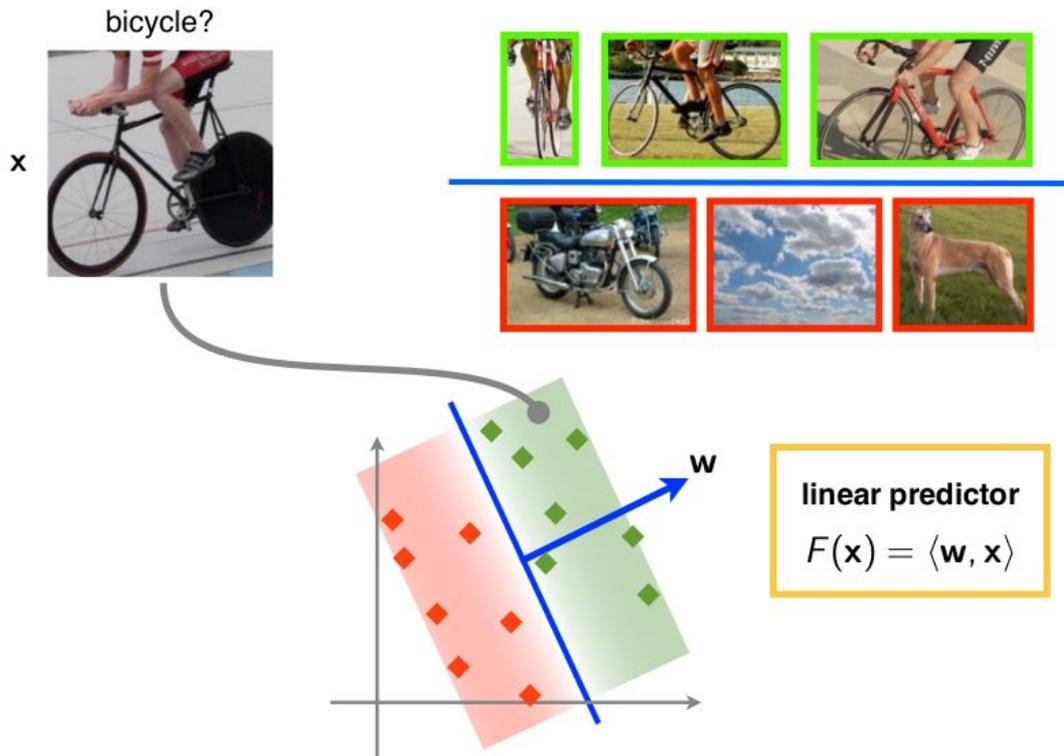 bicycle?
x
w
linear predictor
F(x) = ⟨w, x⟩